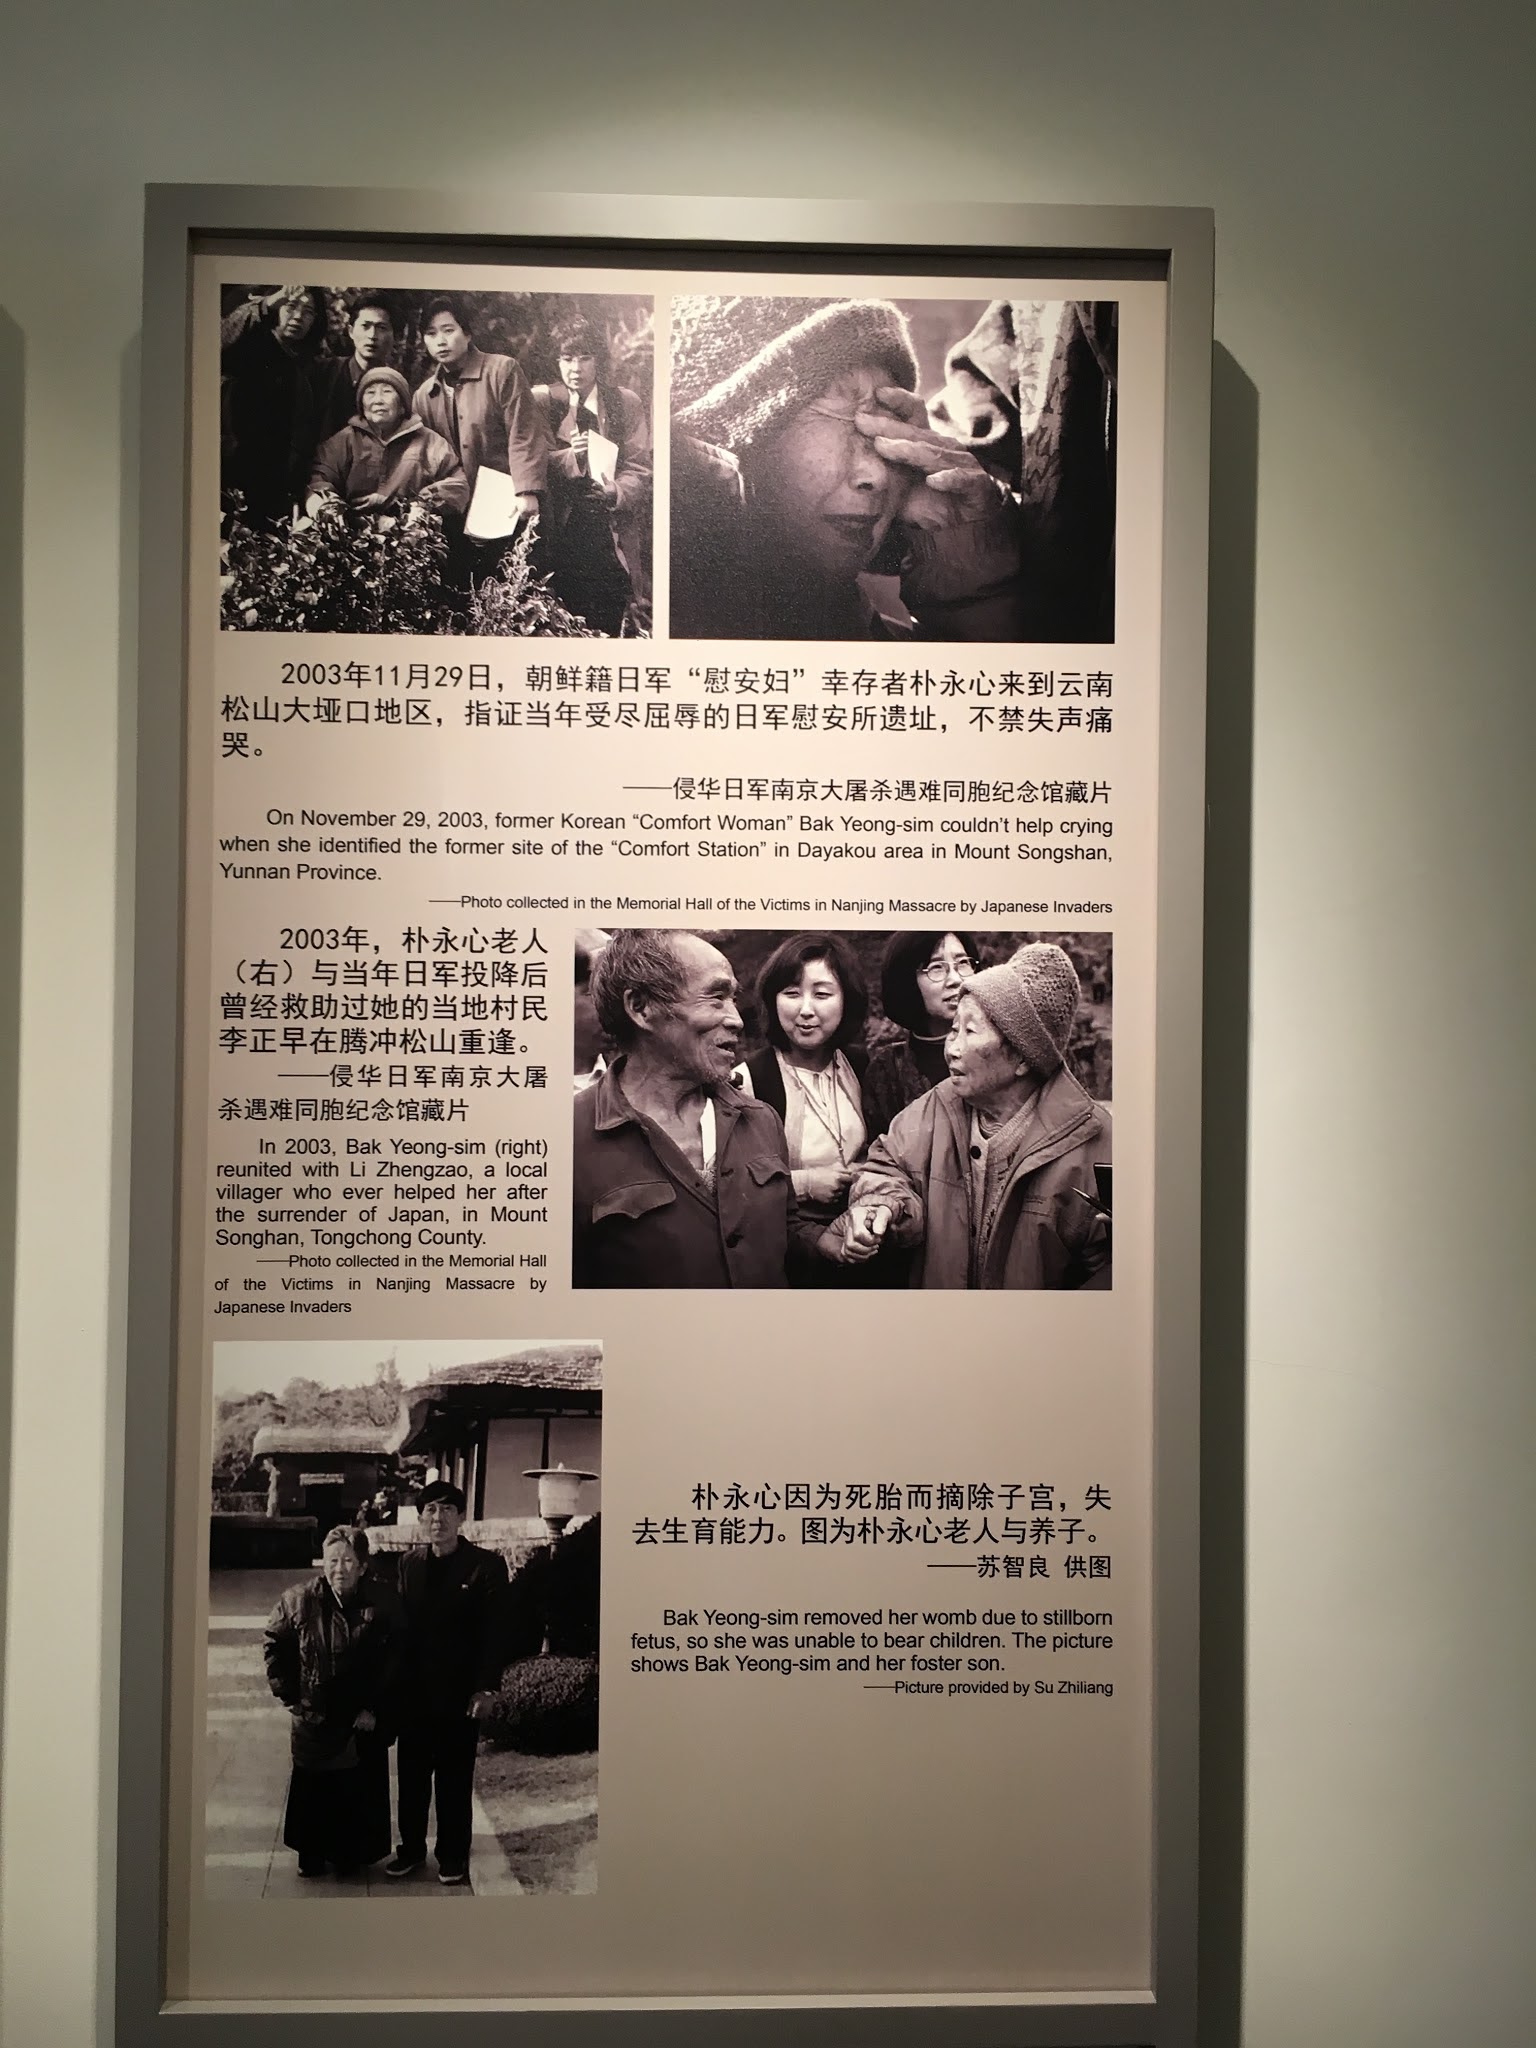 2003年11月29日，朝鲜籍日军“慰安妇”幸存者朴永心来到云南
松山大垭口地区，指证当年受尽屈辱的日军慰安所遗址，不禁失声痛
哭。
——侵华日军南京大屠杀遇难同胞纪念馆藏片
On November 29, 2003, former Korean “Comfort Woman” Bak Yeong-sim couldn’t help crying
when she identified the former site of the “Comfort Station” in Dayakou area in Mount Songshan,
Yunnan Province.
——Photo collected in the Memorial Hall of the Victims in Nanjing Massacre by Japanese Invaders
2003年，朴永心老人
（右）与当年日军投降后
曾经救助过她的当地村民
李正早在腾冲松山重逢。
——侵华日军南京大屠
杀遇难同胞纪念馆藏片
In 2003, Bak Yeong-sim (right)
reunited with Li Zhengzao, a local
villager who ever helped her after
the surrender of Japan, in Mount
Songhan, Tongchong County.
——Photo collected in the Memorial Hall
of the Victims in Nanjing Massacre by
Japanese Invaders
朴永心因为死胎而摘除子宫，失
去生育能力。图为朴永心老人与养子。
——苏智良 供图
Bak Yeong-sim removed her womb due to stillborn
fetus, so she was unable to bear children. The picture
shows Bak Yeong-sim and her foster son.
——Picture provided by Su Zhiliang